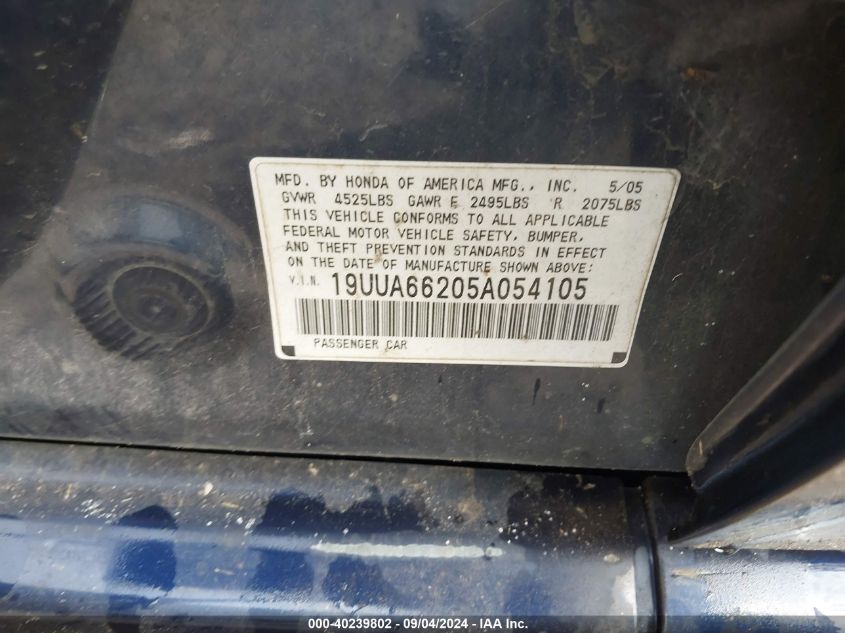 MFD. BY HONDA OF AMERICA MFG., INC. 5/05
GVWR 4525LBS GAWR F 2495LBS R 2075LBS
THIS VEHICLE CONFORMS TO ALL APPLICABLE
FEDERAL MOTOR VEHICLE SAFETY, BUMPER,
AND THEFT PREVENTION STANDARDS IN EFFECT
ON THE DATE OF MANUFACTURE SHOWN ABOVE:
V.I.N. 19UUA66205A054105
PASSENGER CAR
000-40239802 - 09/04/2024 - IAA Inc.